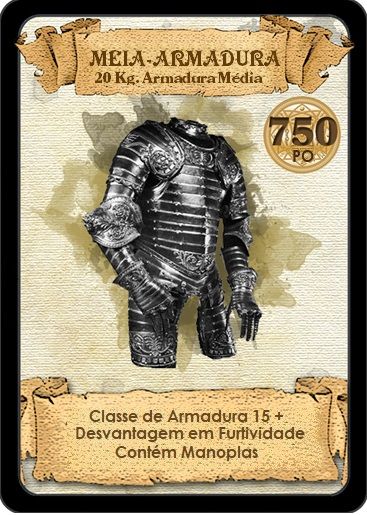 MEIA-ARMADURA
20 Kg. Armadura Média
750
PO
Classe de Armadura 15 +
Desvantagem em Furtividade
Contém Manoplas